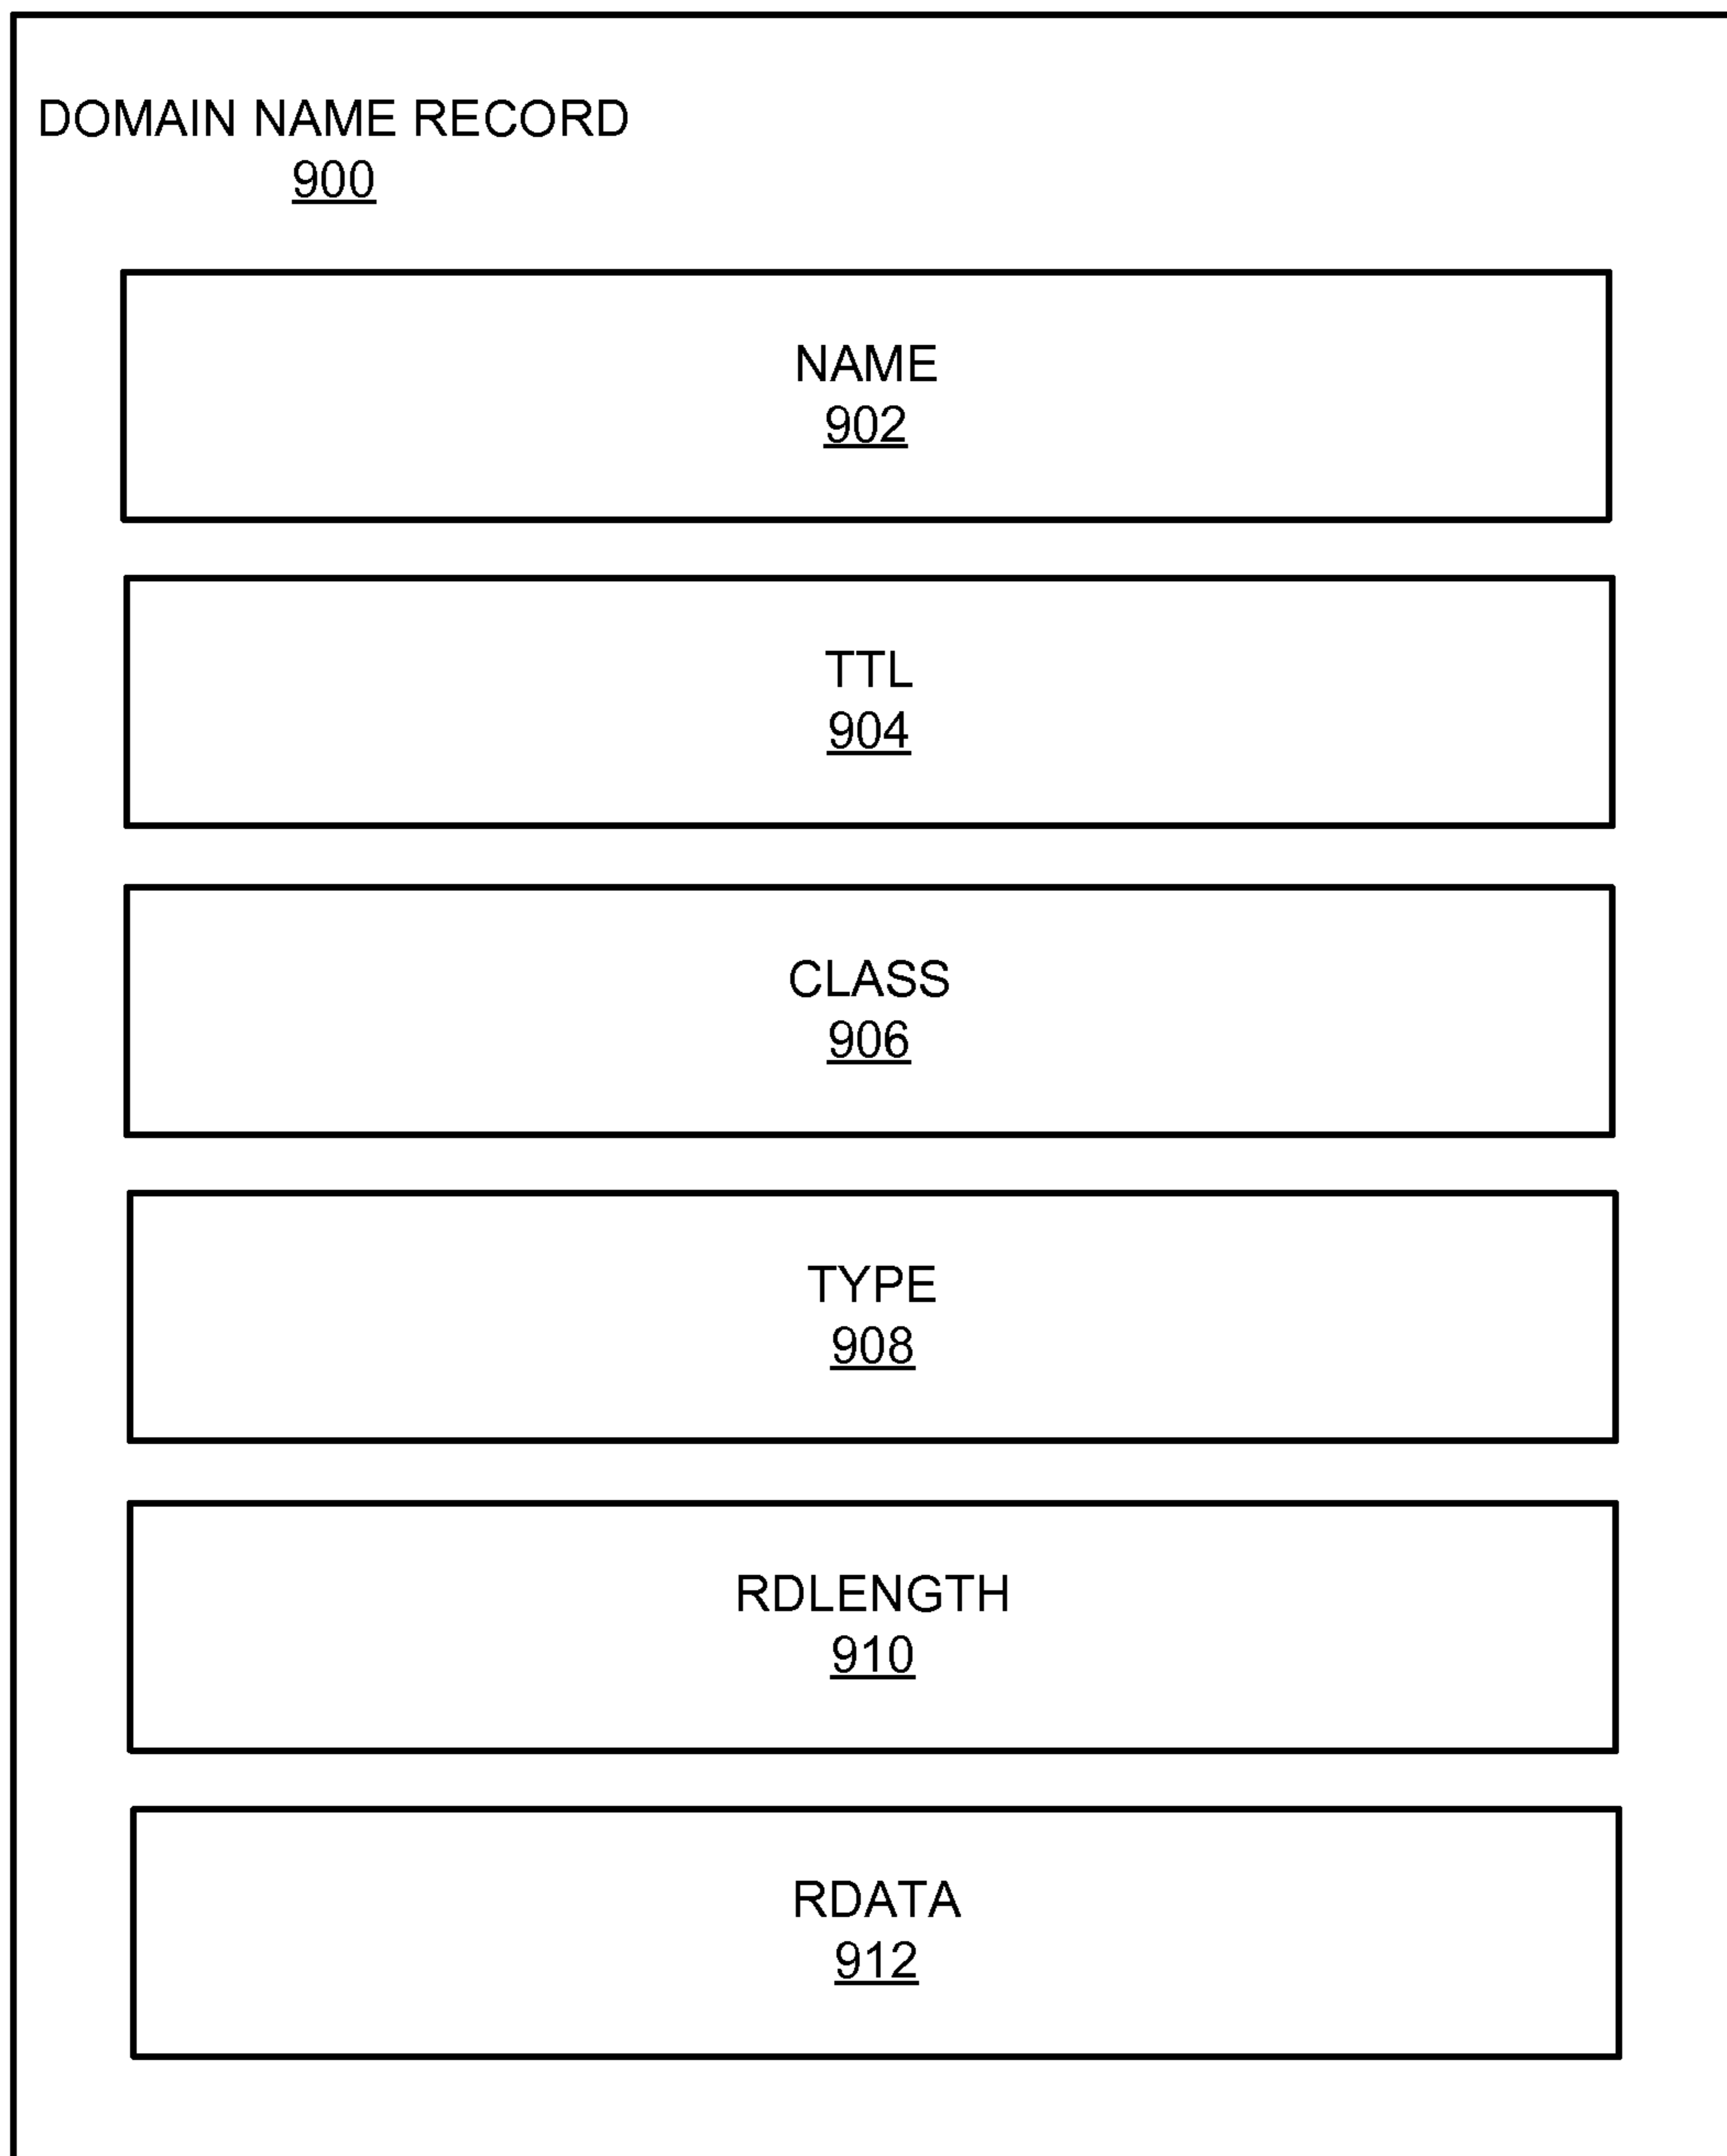 DOMAIN NAME RECORD
900
NAME
902
TTL
904
CLASS
906
TYPE
908
RDLENGTH
910
RDATA
912